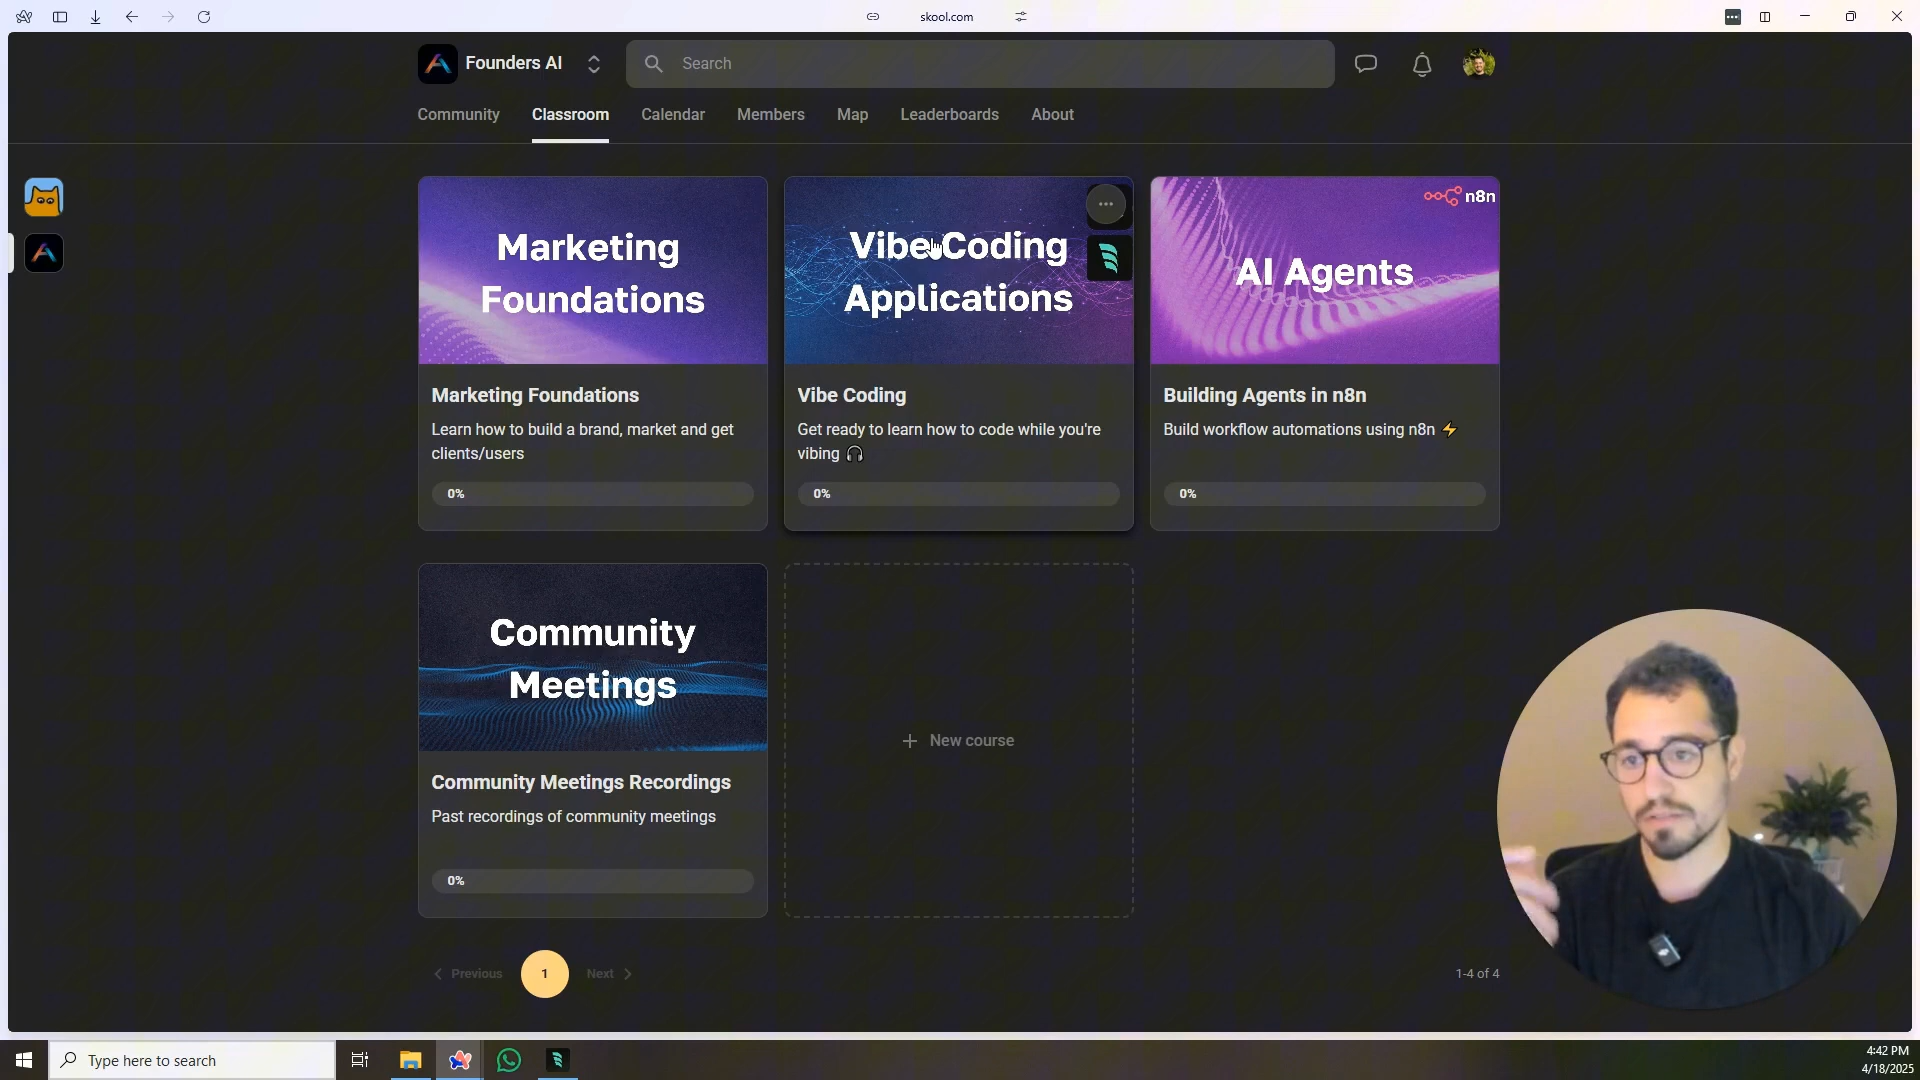 skool.com
Founders AI
Search
Community
Classroom
Calendar
Members
Map
Leaderboards
About
Marketing
Foundations
Marketing Foundations
Learn how to build a brand, market and get
clients/users
0%
Vibe Coding
Applications
Vibe Coding
Get ready to learn how to code while you're
vibing 🎧
0%
n8n
AI Agents
Building Agents in n8n
Build workflow automations using n8n ⚡
0%
Community
Meetings
Community Meetings Recordings
Past recordings of community meetings
0%
New course
Previous
1
Next
1-4 of 4
Type here to search
4:42 PM
4/18/2025